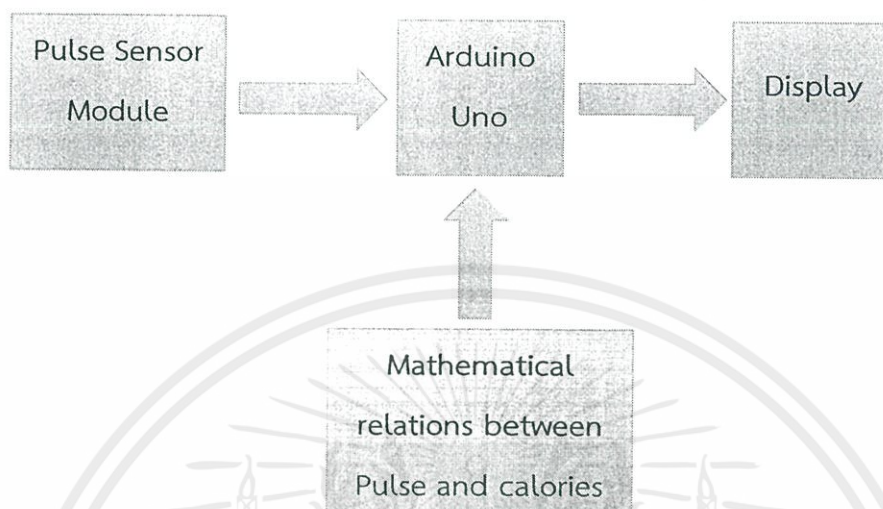 Pulse Sensor
Module
Arduino
Uno
Display
Mathematical
relations between
Pulse and calories